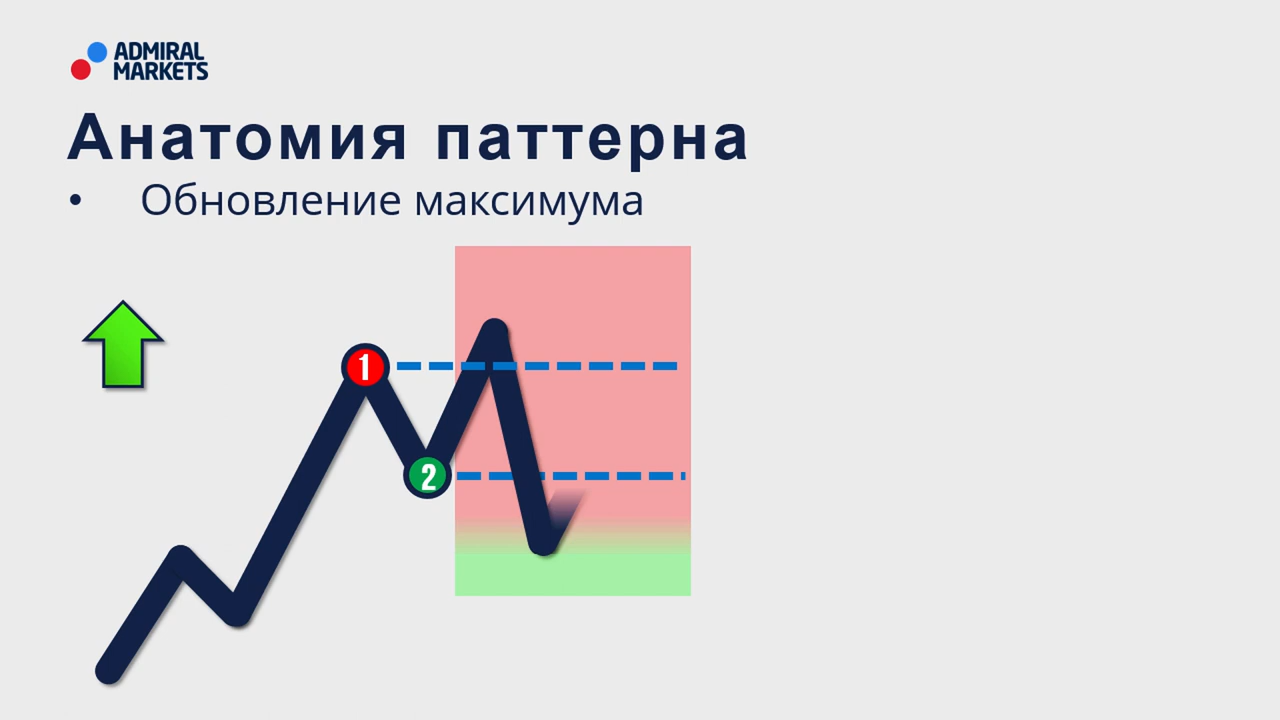 ADMIRAL
MARKETS
Анатомия паттерна
• Обновление максимума
1
2